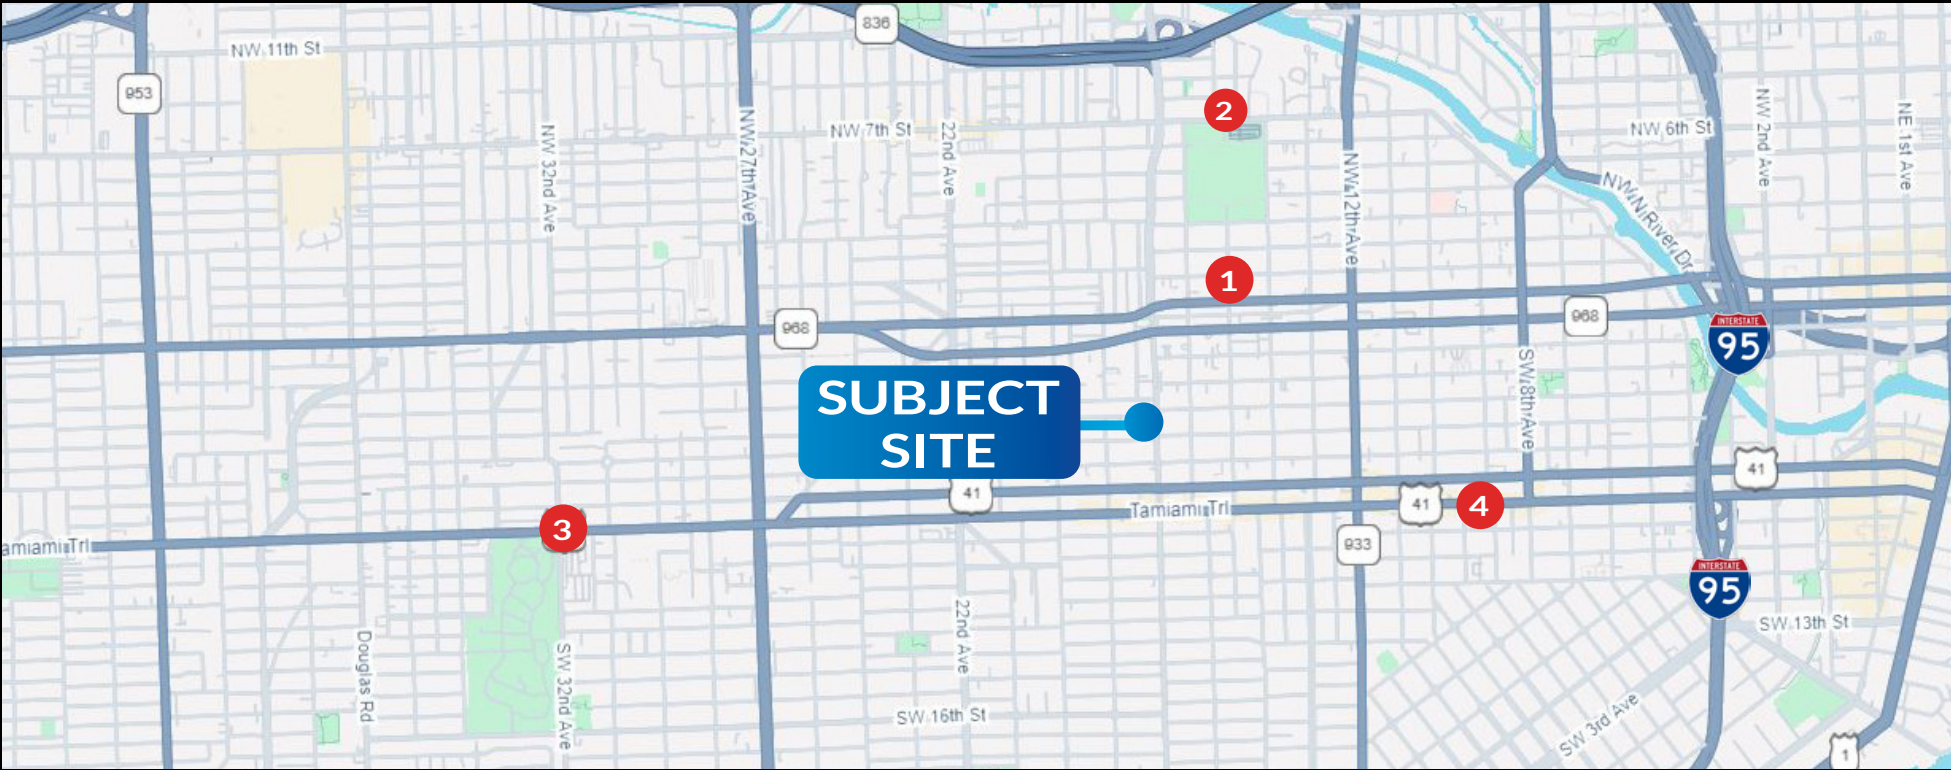 836
NW 11th St
953
NW 27th Ave
NW 32nd Ave
NW 7th St
22nd Ave
2
NW 12th Ave
NW 6th St
NW 2nd Ave
NE 1st Ave
NW N River Dr
1
968
968
INTERSTATE
95
SUBJECT
SITE
SW 8th Ave
41
41
41
Tamiami Trl
4
3
amiami Trl
933
INTERSTATE
95
22nd Ave
Douglas Rd
SW 32nd Ave
SW 13th St
SW 16th St
SW 3rd Ave
1